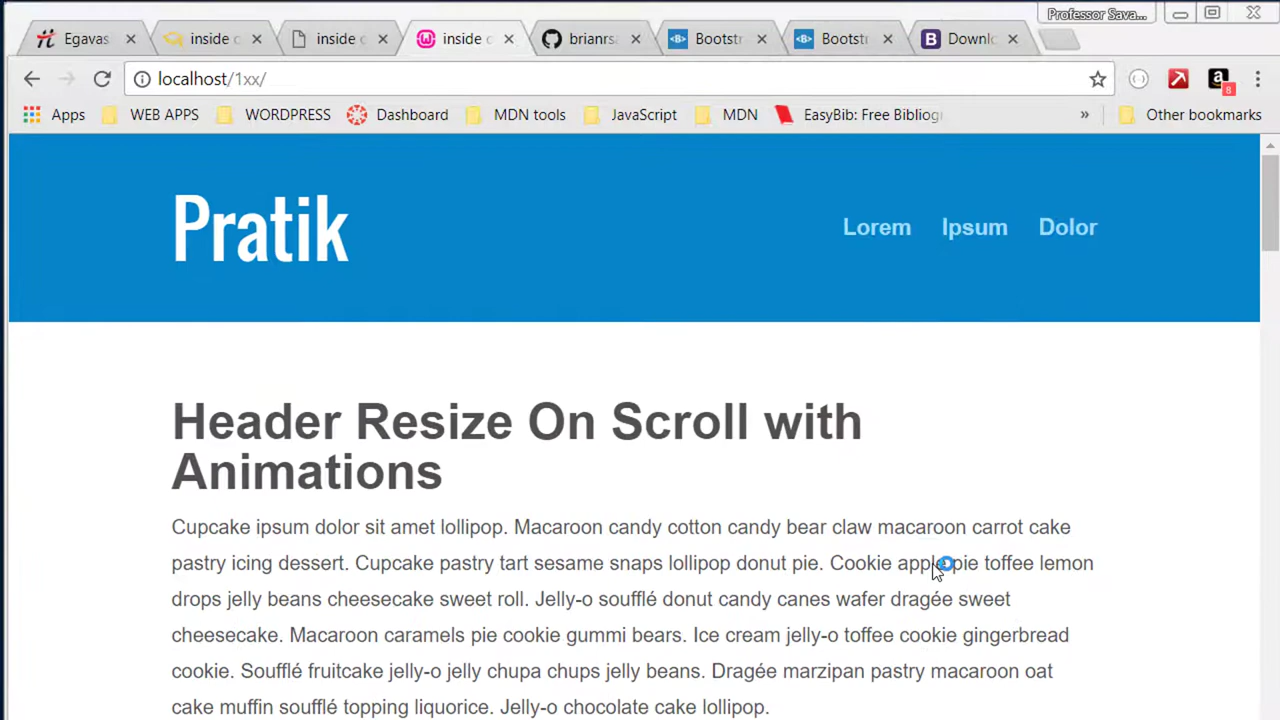 Professor Sava...
Egavas
inside
inside
inside
brianrs
Bootstr
Bootstr
Downl
localhost/1xx/
a
8
Apps WEB APPS WORDPRESS Dashboard MDN tools JavaScript MDN EasyBib: Free Bibliog » Other bookmarks
Pratik
Lorem Ipsum Dolor
Header Resize On Scroll with
Animations
Cupcake ipsum dolor sit amet lollipop. Macaroon candy cotton candy bear claw macaroon carrot cake
pastry icing dessert. Cupcake pastry tart sesame snaps lollipop donut pie. Cookie apple pie toffee lemon
drops jelly beans cheesecake sweet roll. Jelly-o soufflé donut candy canes wafer dragée sweet
cheesecake. Macaroon caramels pie cookie gummi bears. Ice cream jelly-o toffee cookie gingerbread
cookie. Soufflé fruitcake jelly-o jelly chupa chups jelly beans. Dragée marzipan pastry macaroon oat
cake muffin soufflé topping liquorice. Jelly-o chocolate cake lollipop.